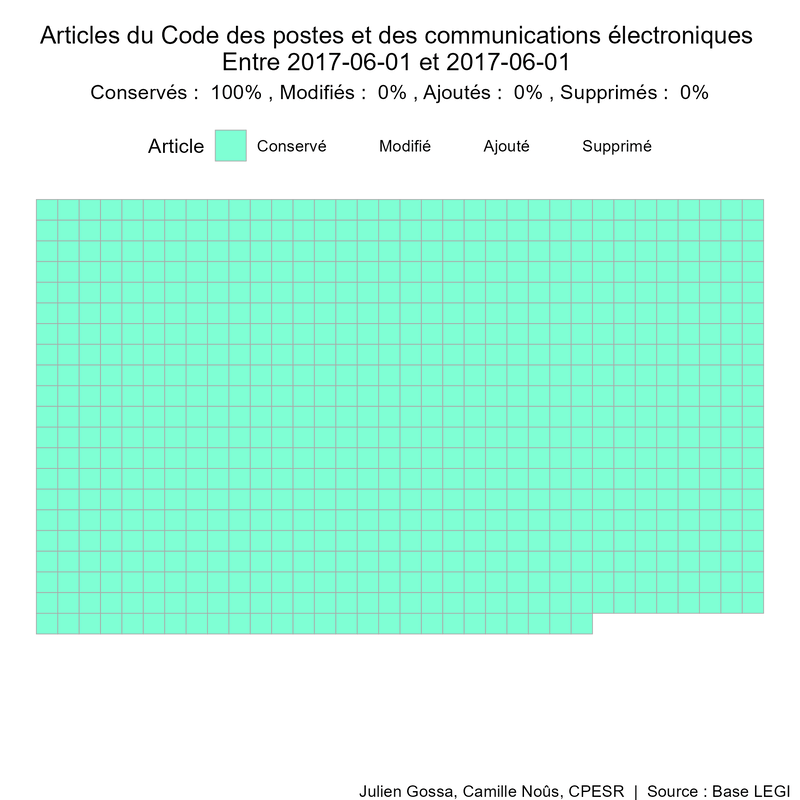 Articles du Code des postes et des communications électroniques
Entre 2017-06-01 et 2017-06-01
Conservés :  100% , Modifiés :  0% , Ajoutés :  0% , Supprimés :  0%
Article Conservé Modifié Ajouté Supprimé
Julien Gossa, Camille Noûs, CPESR  |  Source : Base LEGI